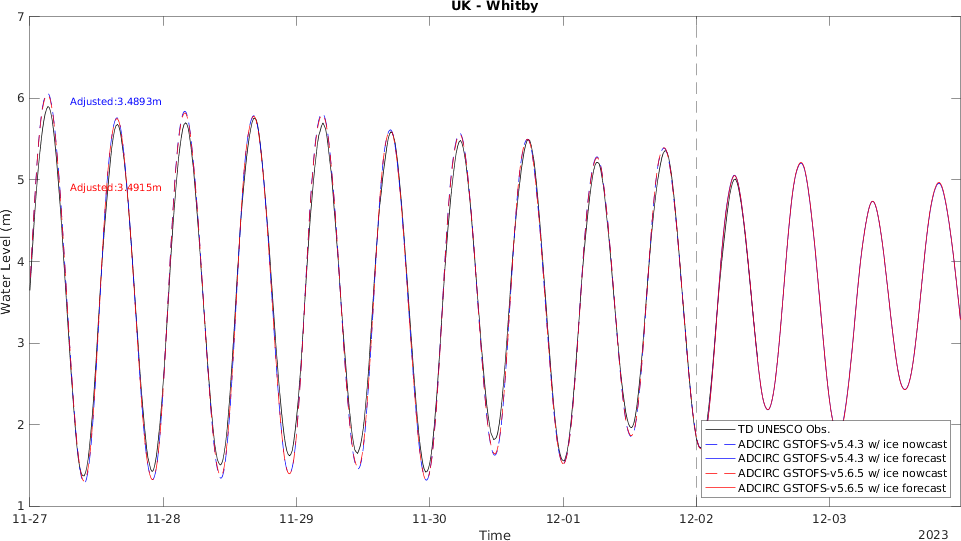 UK - Whitby
7
6
5
4
3
2
1
Water Level (m)
Adjusted:3.4893m
Adjusted:3.4915m
TD UNESCO Obs.
ADCIRC GSTOFS-v5.4.3 w/ ice nowcast
ADCIRC GSTOFS-v5.4.3 w/ ice forecast
ADCIRC GSTOFS-v5.6.5 w/ ice nowcast
ADCIRC GSTOFS-v5.6.5 w/ ice forecast
11-27 11-28 11-29 11-30 12-01 12-02 12-03
Time
2023